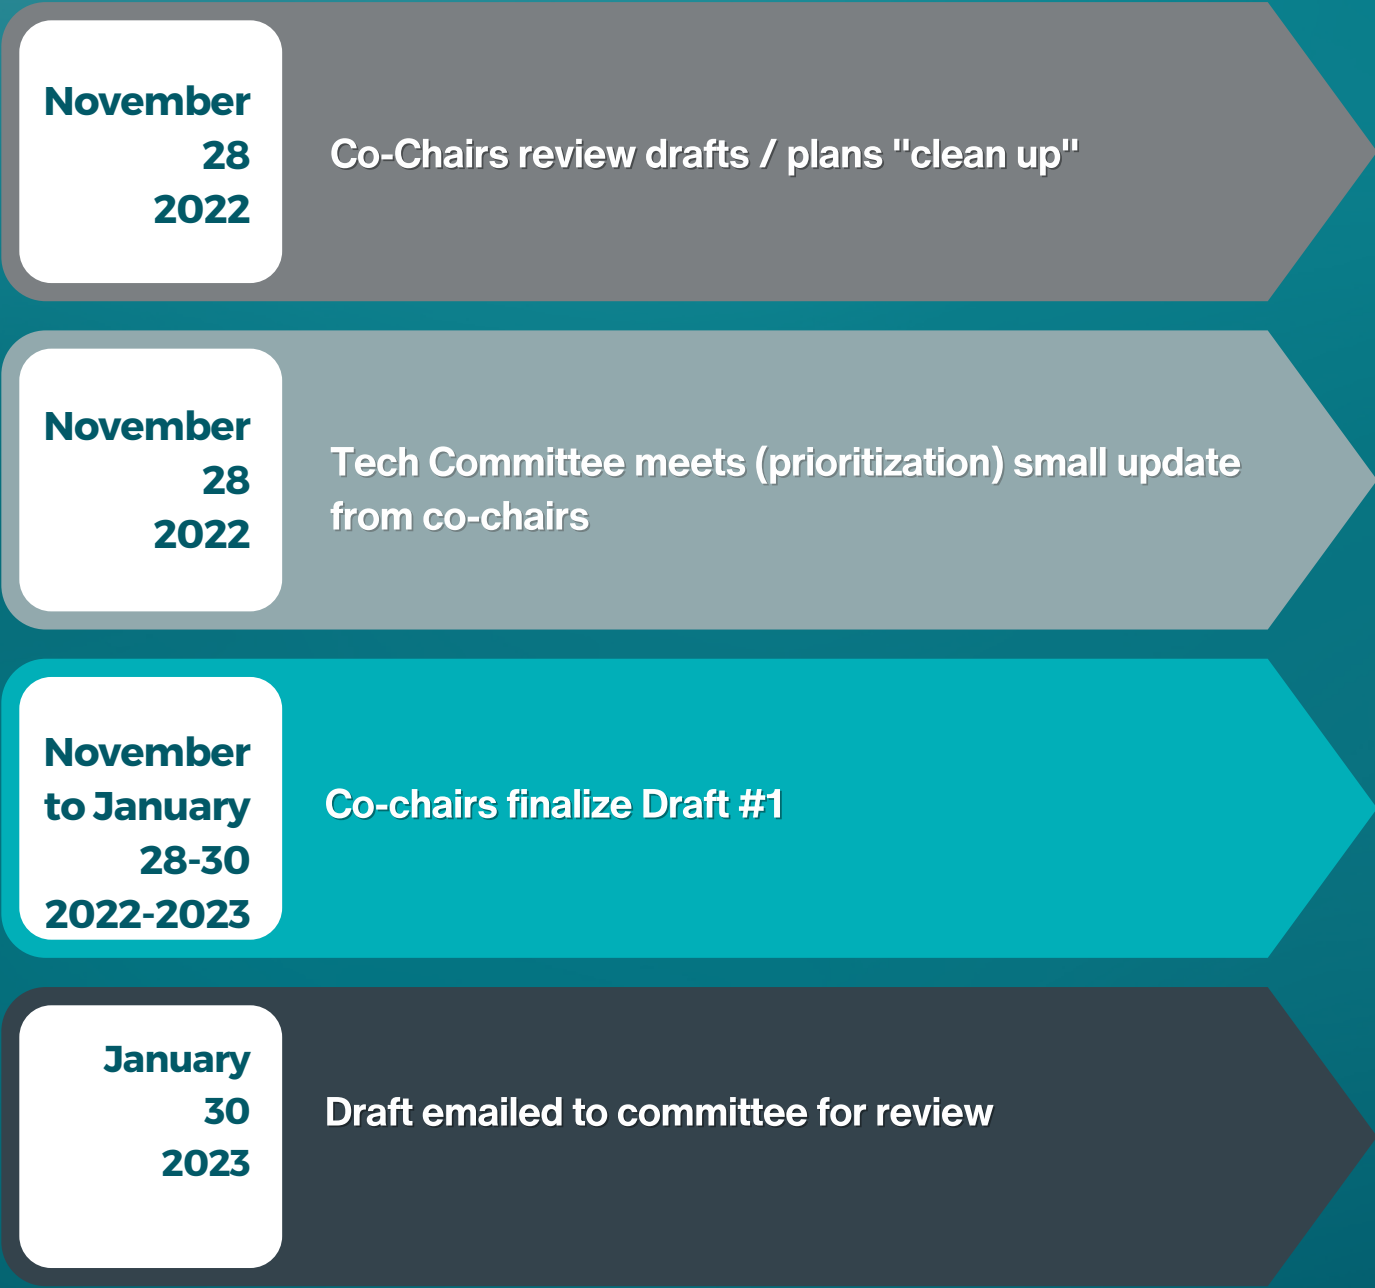 November
28
2022
Co-Chairs review drafts / plans "clean up"
November
28
2022
Tech Committee meets (prioritization) small update
from co-chairs
November
to January
28-30
2022-2023
Co-chairs finalize Draft #1
January
30
2023
Draft emailed to committee for review